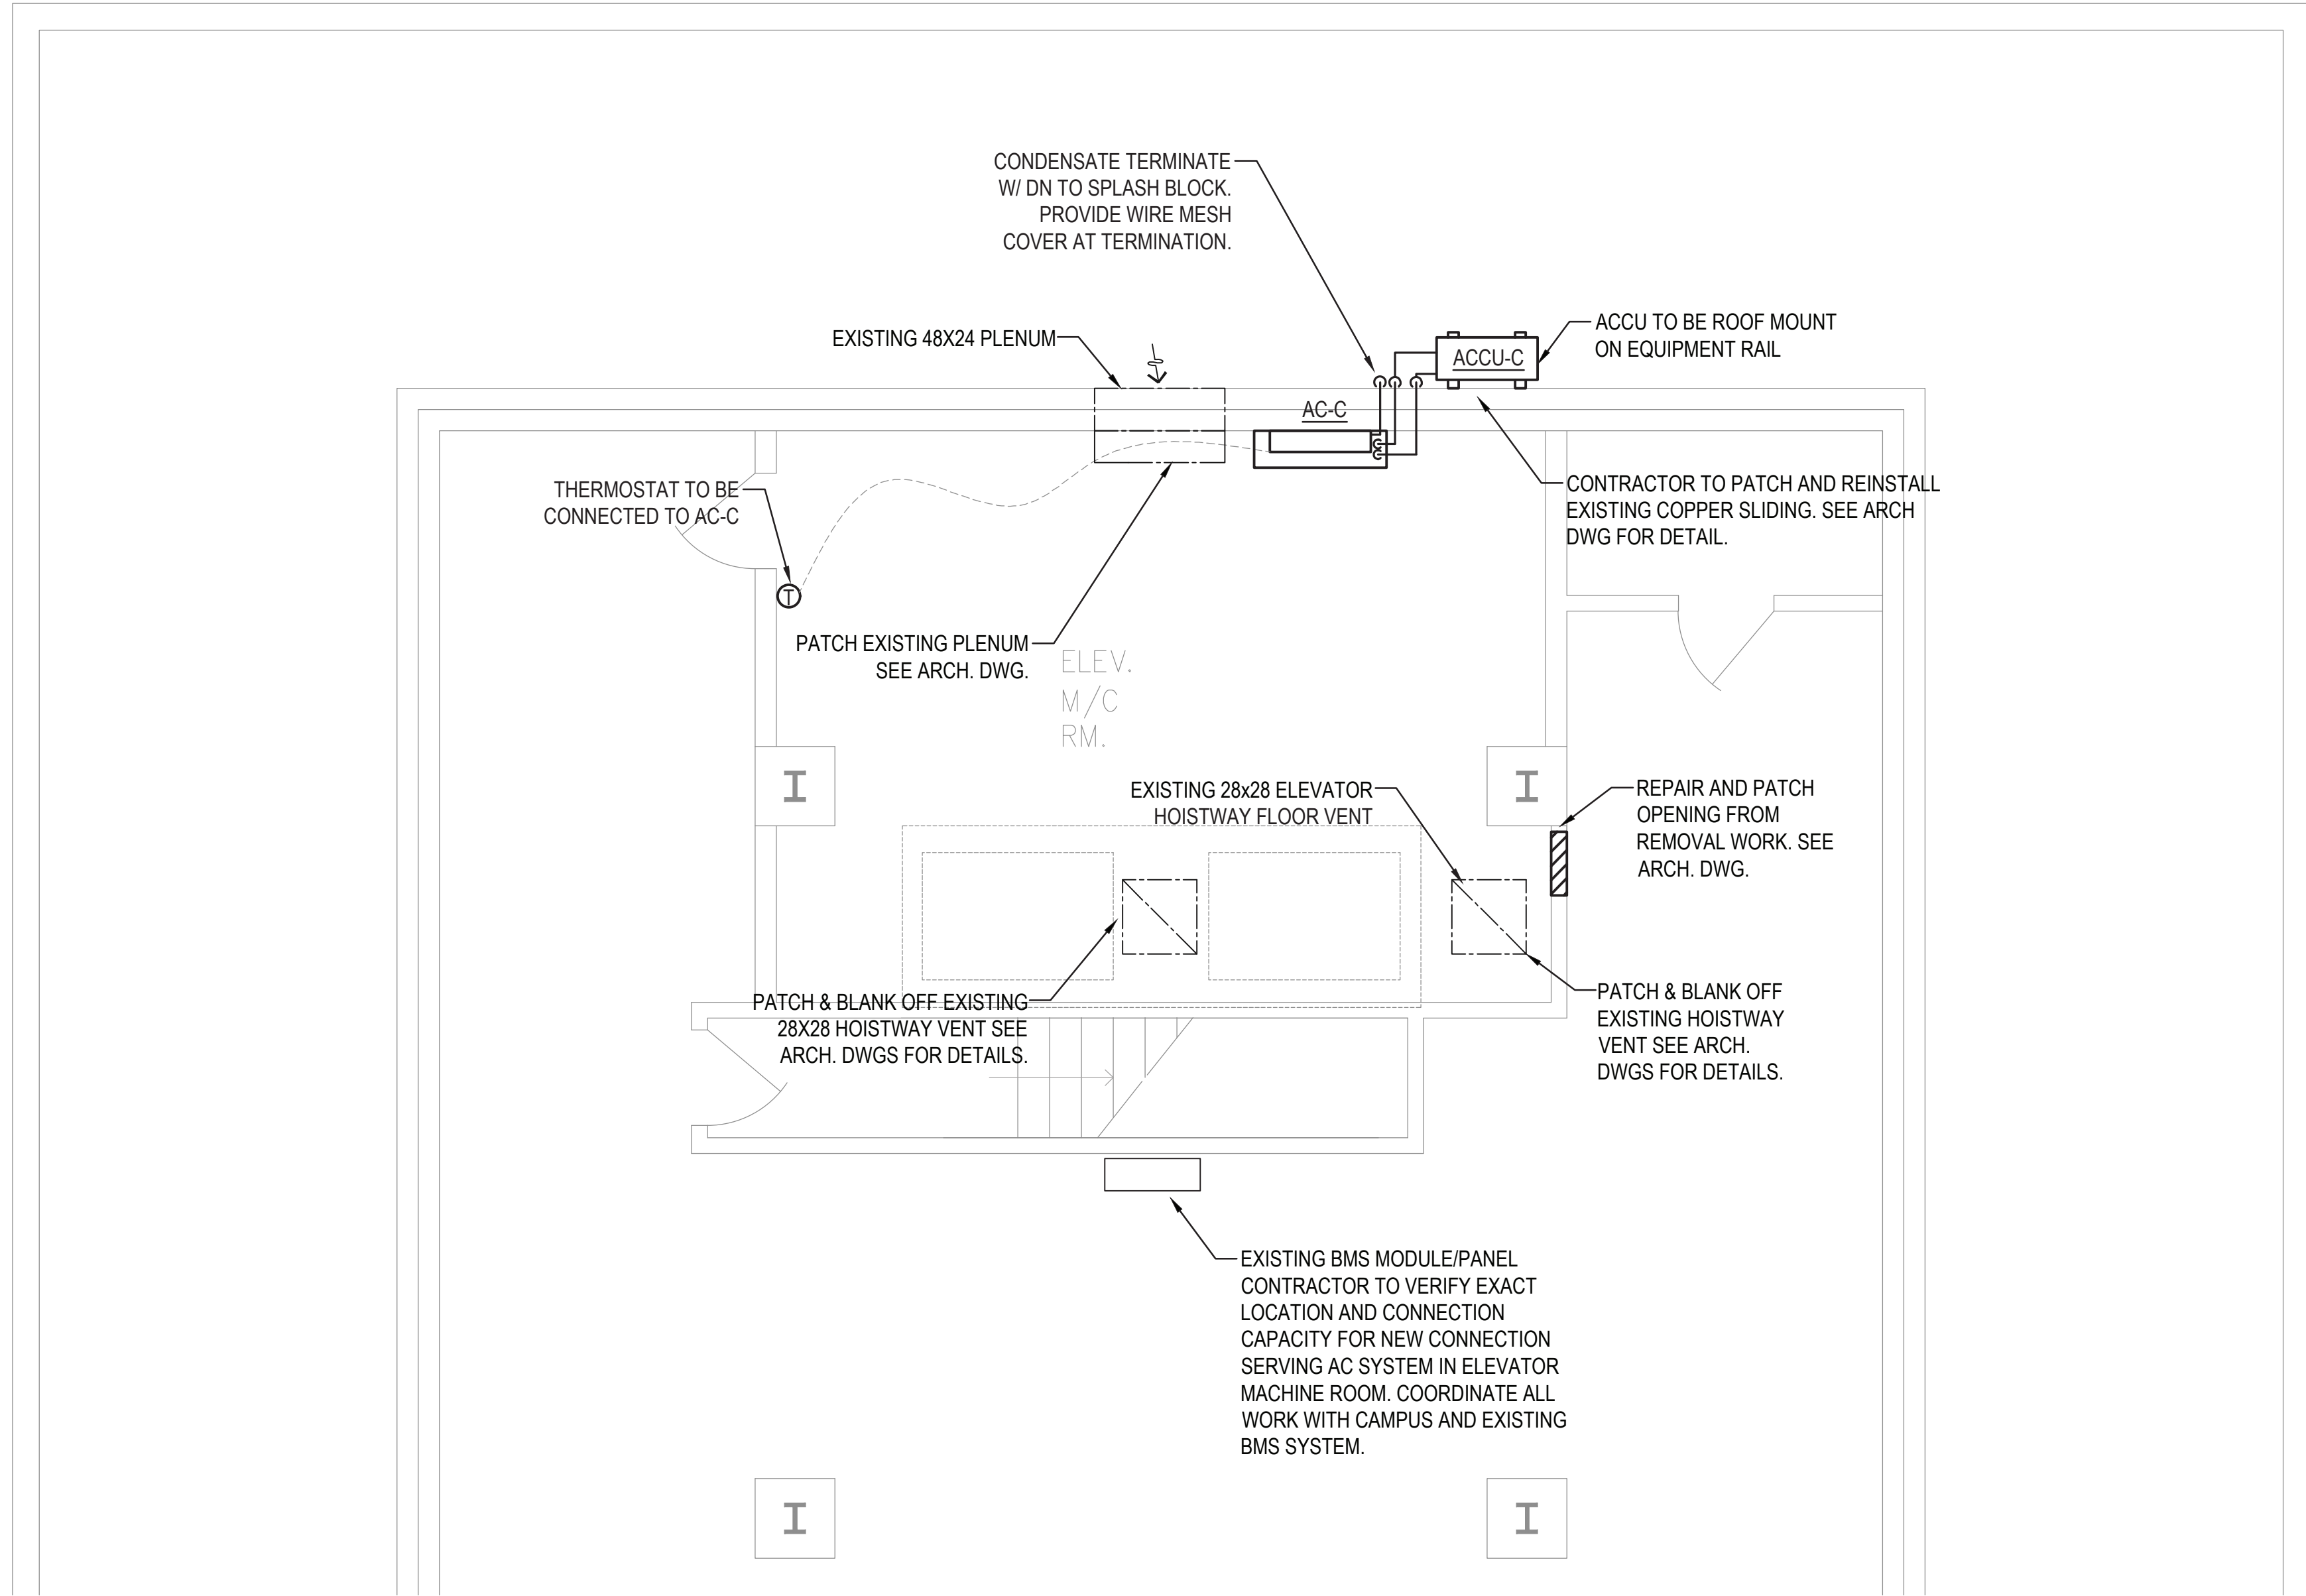 CONDENSATE TERMINATE
W/ DN TO SPLASH BLOCK.
PROVIDE WIRE MESH
COVER AT TERMINATION.
EXISTING 48X24 PLENUM
ACCU TO BE ROOF MOUNT
ON EQUIPMENT RAIL
ACCU-C
AC-C
THERMOSTAT TO BE
CONNECTED TO AC-C
T
CONTRACTOR TO PATCH AND REINSTALL
EXISTING COPPER SLIDING. SEE ARCH
DWG FOR DETAIL.
PATCH EXISTING PLENUM
SEE ARCH. DWG.
ELEV.
M/C
RM.
EXISTING 28x28 ELEVATOR
HOISTWAY FLOOR VENT
REPAIR AND PATCH
OPENING FROM
REMOVAL WORK. SEE
ARCH. DWG.
PATCH & BLANK OFF EXISTING
28X28 HOISTWAY VENT SEE
ARCH. DWGS FOR DETAILS.
PATCH & BLANK OFF
EXISTING HOISTWAY
VENT SEE ARCH.
DWGS FOR DETAILS.
EXISTING BMS MODULE/PANEL
CONTRACTOR TO VERIFY EXACT
LOCATION AND CONNECTION
CAPACITY FOR NEW CONNECTION
SERVING AC SYSTEM IN ELEVATOR
MACHINE ROOM. COORDINATE ALL
WORK WITH CAMPUS AND EXISTING
BMS SYSTEM.